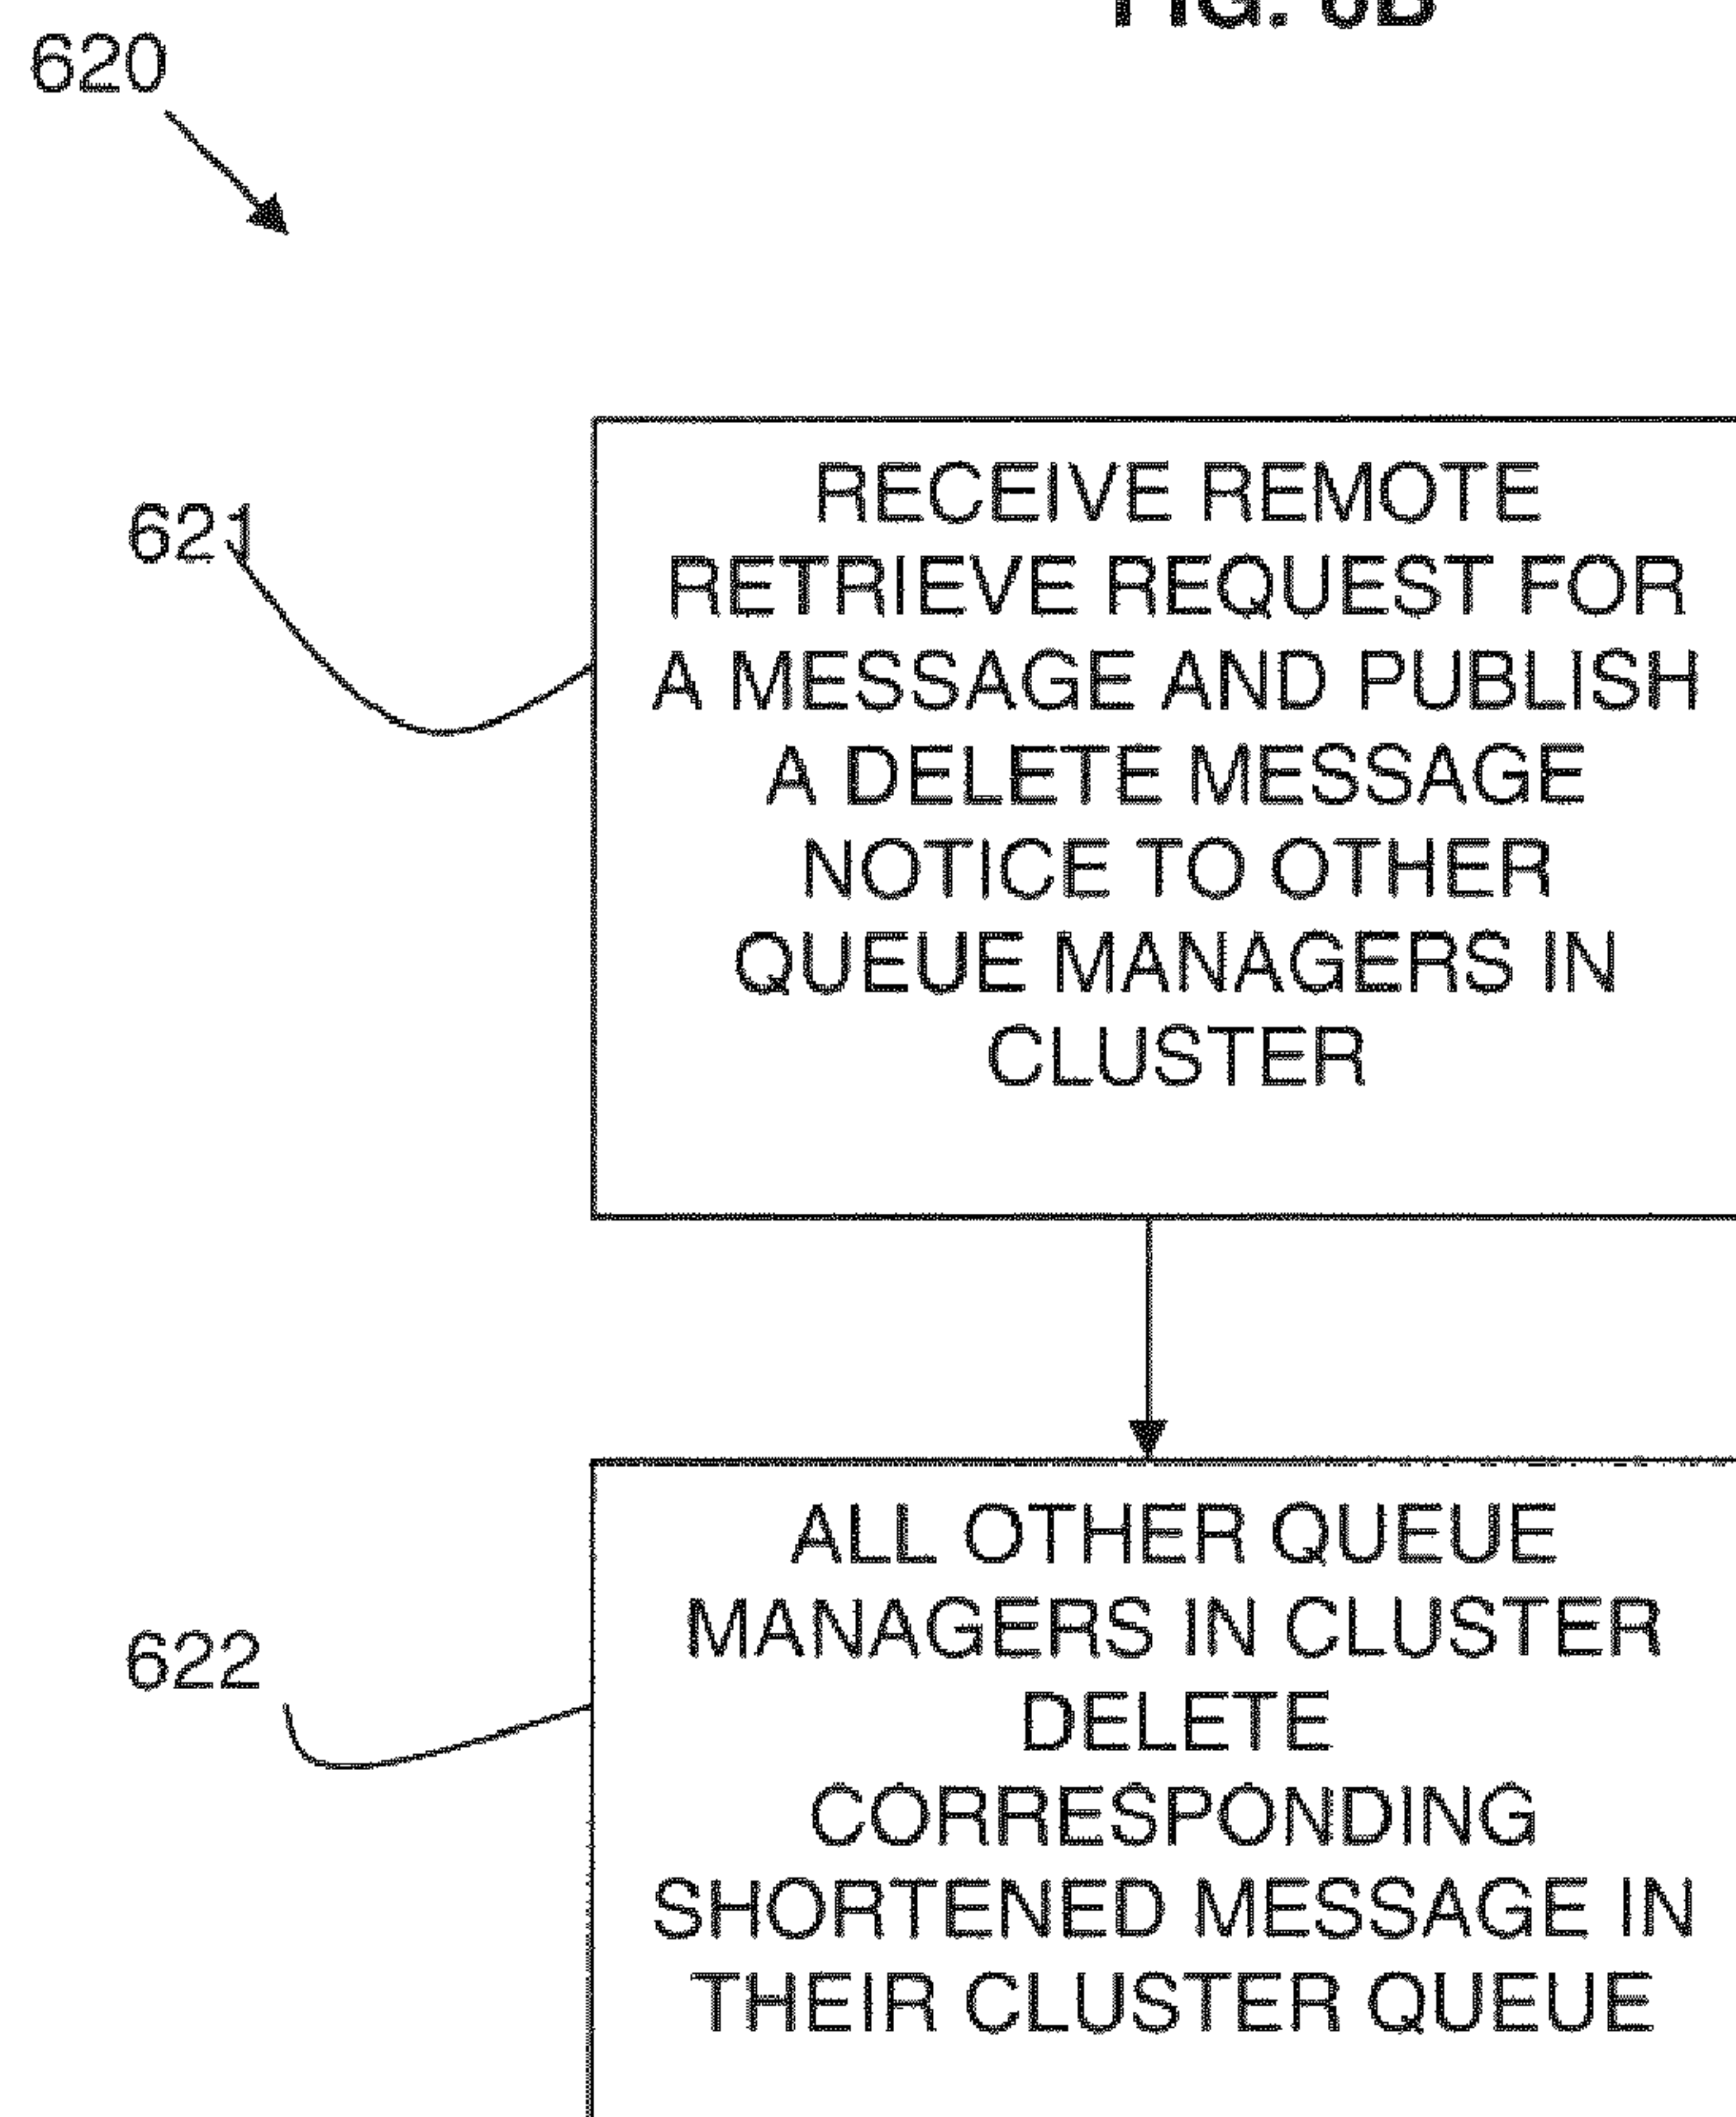 FIG.
620
621
RECEIVE REMOTE
RETRIEVE REQUEST FOR
A MESSAGE AND PUBLISH
A DELETE MESSAGE
NOTICE TO OTHER
QUEUE MANAGERS IN
CLUSTER
622
ALL OTHER QUEUE
MANAGERS IN CLUSTER
DELETE
CORRESPONDING
SHORTENED MESSAGE IN
THEIR CLUSTER QUEUE